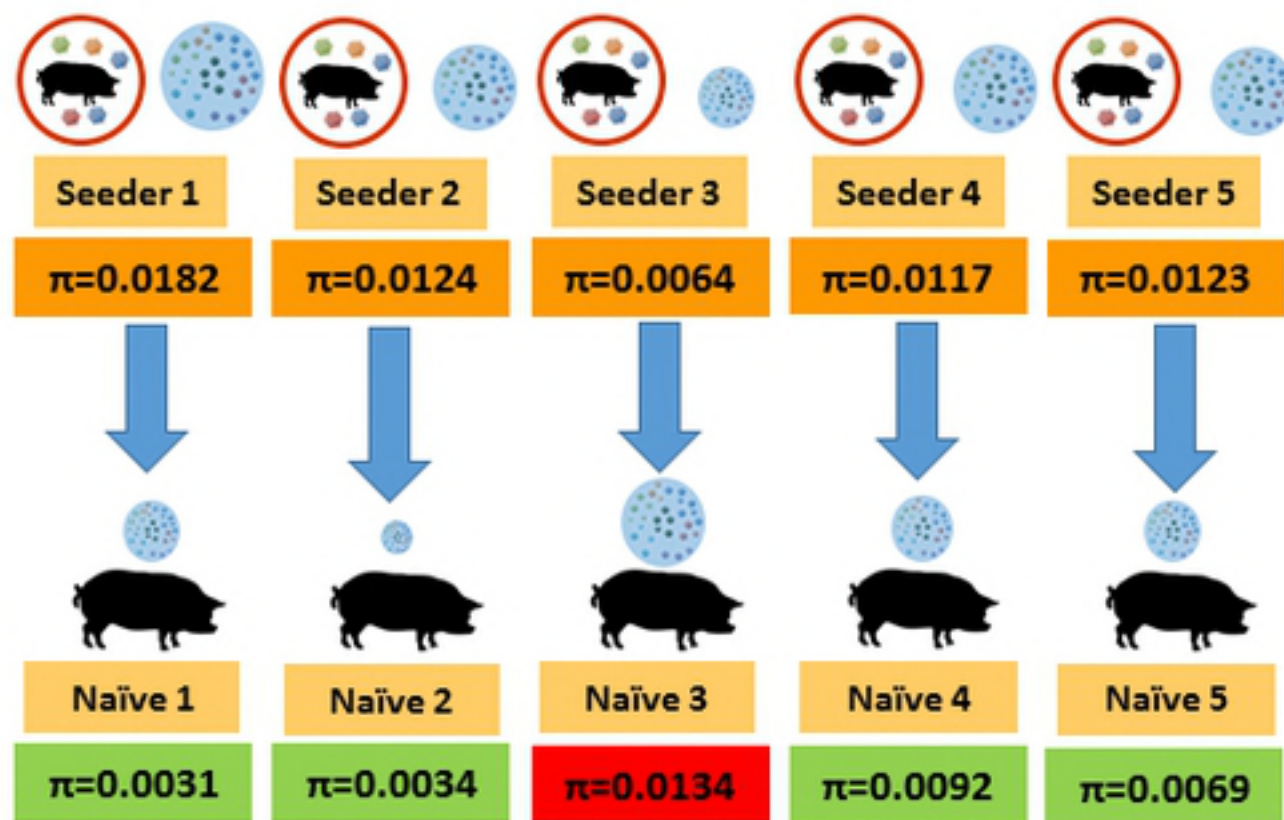 Seeder 1
Seeder 2
Seeder 3
Seeder 4
Seeder 5
π=0.0182
π=0.0124
π=0.0064
π=0.0117
π=0.0123
Naïve 1
Naïve 2
Naïve 3
Naïve 4
Naïve 5
π=0.0031
π=0.0034
π=0.0134
π=0.0092
π=0.0069